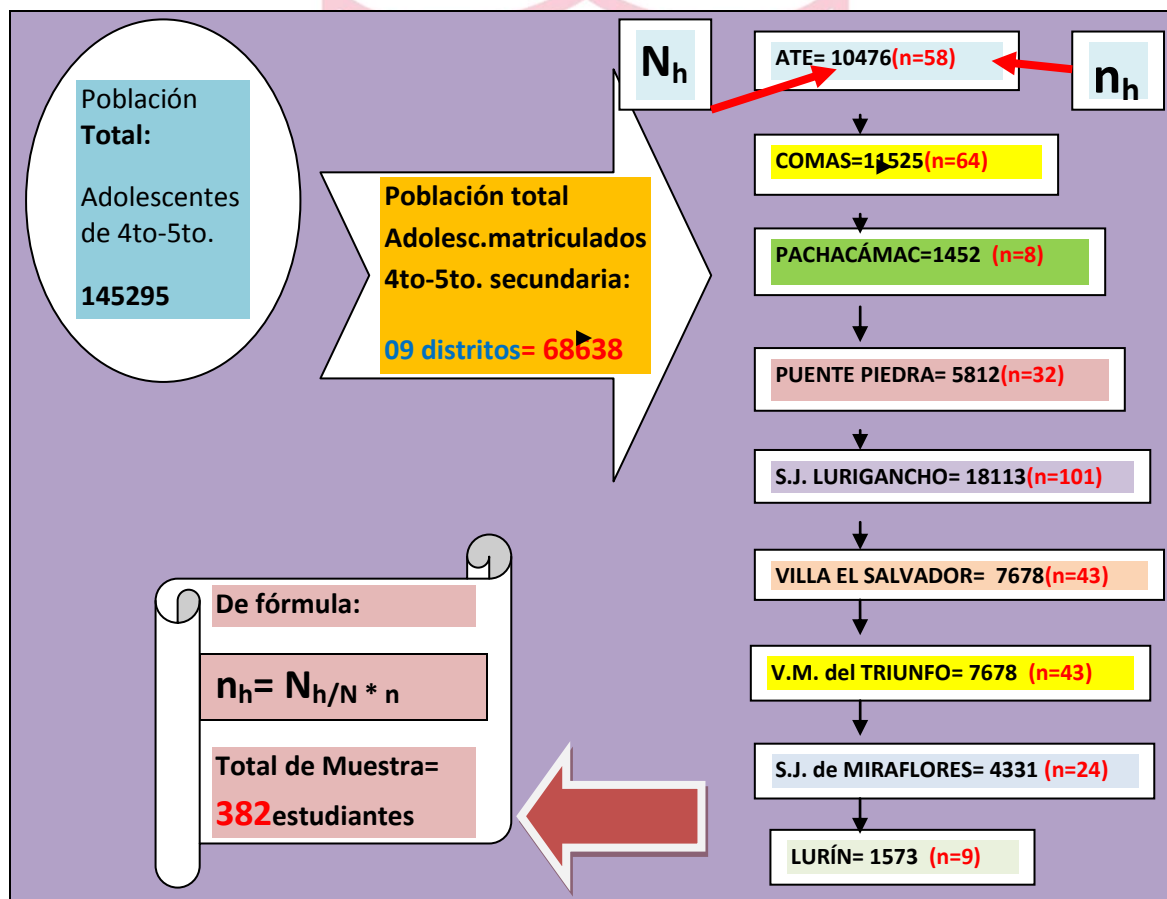 Población
Total:
Adolescentes
de 4to-5to.
145295
Población total
Adolesc.matriculados
4to-5to. secundaria:
09 distritos= 68638
Nh
nh
ATE= 10476(n=58)
COMAS=11525(n=64)
PACHACÁMAC=1452 (n=8)
PUENTE PIEDRA= 5812(n=32)
S.J. LURIGANCHO= 18113(n=101)
VILLA EL SALVADOR= 7678(n=43)
V.M. del TRIUNFO= 7678 (n=43)
S.J. de MIRAFLORES= 4331 (n=24)
LURÍN= 1573 (n=9)
De fórmula:
nh= Nh/N * n
Total de Muestra=
382estudiantes